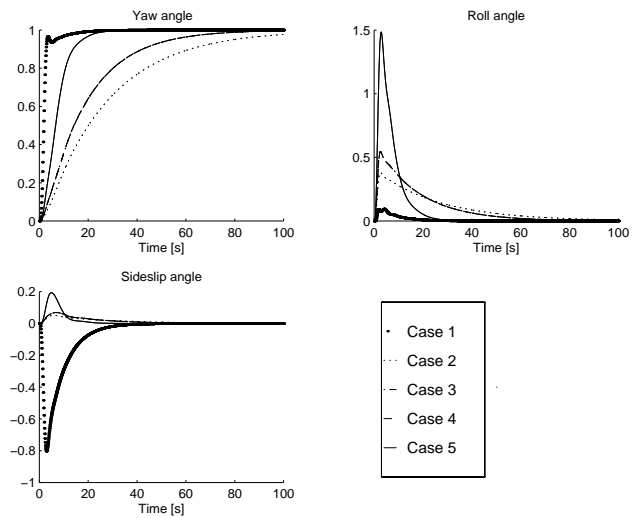 Yaw angle
1
0.8
0.6
0.4
0.2
0
0 20 40 60 80 100
Time [s]
Roll angle
1.5
1
0.5
0
0 20 40 60 80 100
Time [s]
Sideslip angle
0.2
0
−0.2
−0.4
−0.6
−0.8
−1
0 20 40 60 80 100
Time [s]
Case 1
Case 2
Case 3
Case 4
Case 5